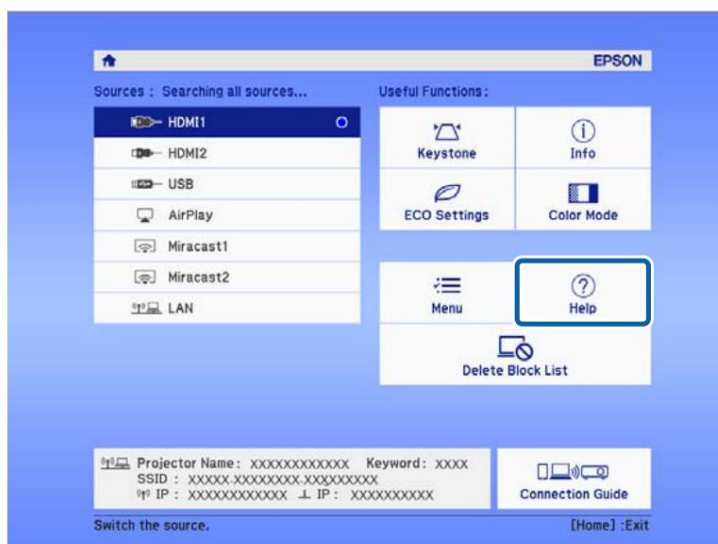 EPSON
Sources : Searching all sources...
HDMI1
HDMI2
USB
AirPlay
Miracast1
Miracast2
LAN
Useful Functions :
Keystone
Info
ECO Settings
Color Mode
Menu
Help
Delete Block List
Projector Name : XXXXXXXXXXXX Keyword : XXXX
SSID : XXXXX-XXXXXXXX-XXXXXXXXX
IP : XXXXXXXXXXXX IP : XXXXXXXXXX
Connection Guide
Switch the source.
[Home] :Exit